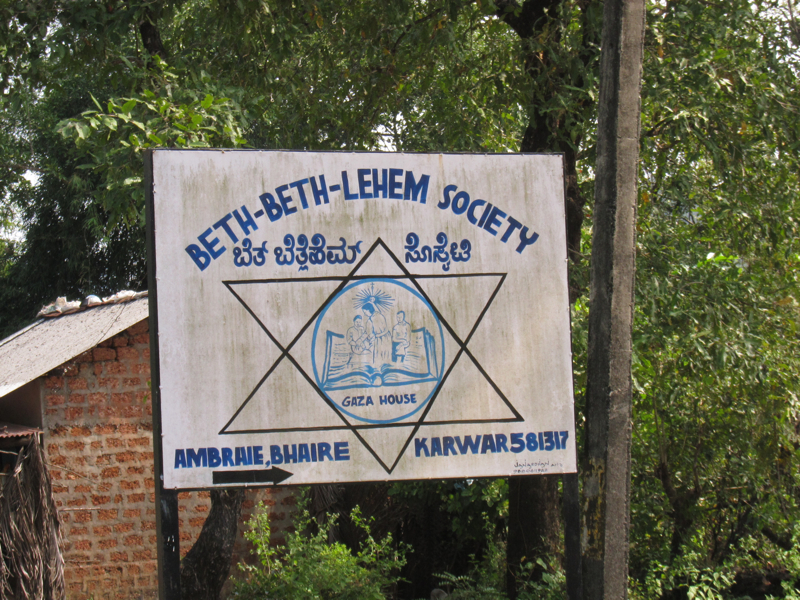 BETH-BETH-LEHEM SOCIETY
ಬೆತ್ ಬೆತ್ಲೆಹೆಮ್ ಸೊಸೈಟಿ
GAZA HOUSE
AMBRAIE, BHAIRE
KARWAR 581317